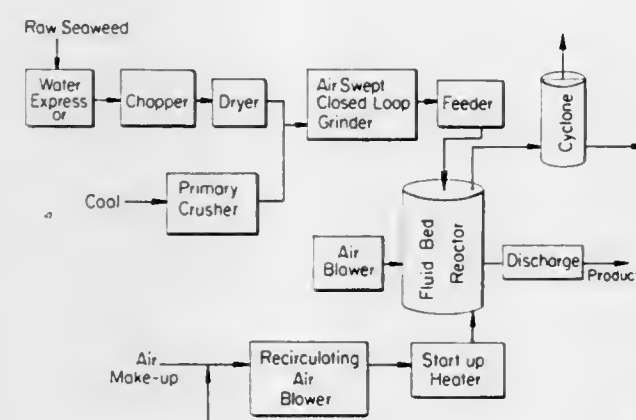 Raw Seaweed
Water
Express
or
Chopper
Dryer
Air Swept
Closed Loop
Grinder
Feeder
Cyclone
Coal
Primary
Crusher
Air
Blower
Fluid Bed
Reactor
Discharge
Product
Air
Make-up
Recirculating
Air
Blower
Start up
Heater